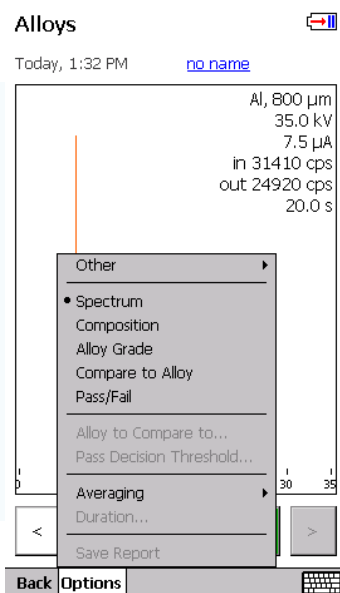 Alloys
Today, 1:32 PM no name
Al, 800 µm
35.0 kV
7.5 µA
in 31410 cps
out 24920 cps
20.0 s
Other
Spectrum
Composition
Alloy Grade
Compare to Alloy
Pass/Fail
Alloy to Compare to...
Pass Decision Threshold...
Averaging
Duration...
Save Report
0 30 35
< >
Back Options